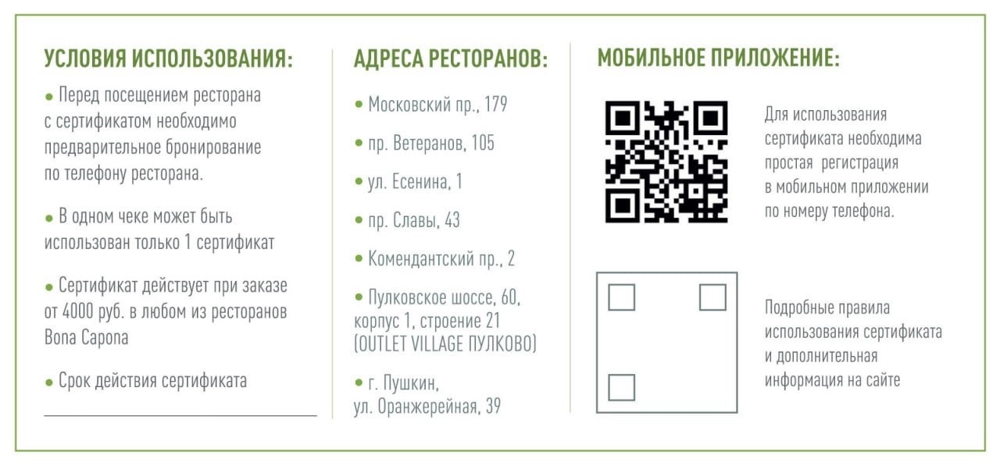 УСЛОВИЯ ИСПОЛЬЗОВАНИЯ:
• Перед посещением ресторана
с сертификатом необходимо
предварительное бронирование
по телефону ресторана.
• В одном чеке может быть
использован только 1 сертификат
• Сертификат действует при заказе
от 4000 руб. в любом из ресторанов
Bona Capona
• Срок действия сертификата
АДРЕСА РЕСТОРАНОВ:
• Московский пр., 179
• пр. Ветеранов, 105
• ул. Есенина, 1
• пр. Славы, 43
• Комендантский пр., 2
• Пулковское шоссе, 60,
корпус 1, строение 21
(OUTLET VILLAGE ПУЛКОВО)
• г. Пушкин,
ул. Оранжерейная, 39
МОБИЛЬНОЕ ПРИЛОЖЕНИЕ:
Для использования
сертификата необходима
простая регистрация
в мобильном приложении
по номеру телефона.
Подробные правила
использования сертификата
и дополнительная
информация на сайте